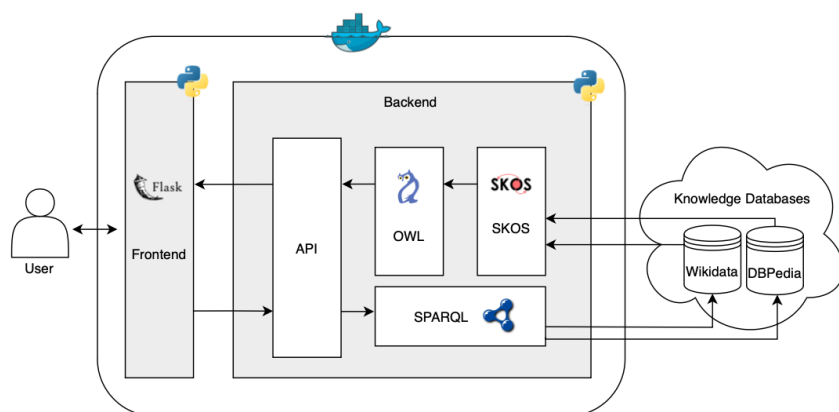 Backend
Flask
SKOS
Knowledge Databases
API
OWL
SKOS
Frontend
User
Wikidata
DBPedia
SPARQL